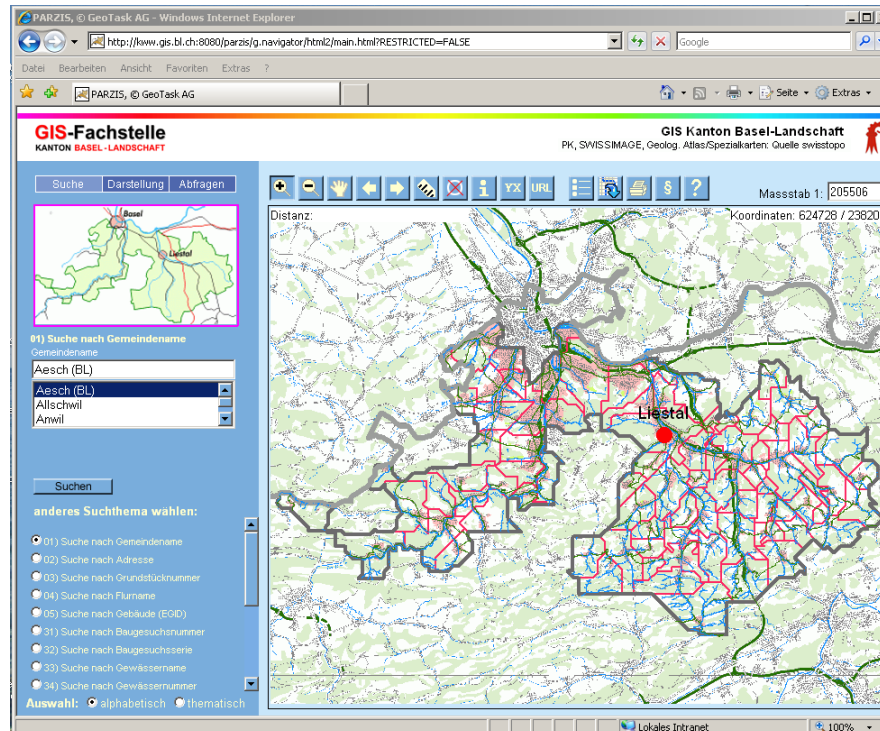 PARZIS, © GeoTask AG - Windows Internet Explorer
http://kww.gis.bl.ch:8080/parzis/g.navigator/html2/main.html?RESTRICTED=FALSE
Google
Datei Bearbeiten Ansicht Favoriten Extras ?
PARZIS, © GeoTask AG
Seite
Extras
GIS-Fachstelle
KANTON BASEL-LANDSCHAFT
GIS Kanton Basel-Landschaft
PK, SWISSIMAGE, Geolog. Atlas/Spezialkarten: Quelle swisstopo
Suche Darstellung Abfragen
YX URL § ?
Massstab 1: 205506
Basel
Liestal
Distanz:
Koordinaten: 624728 / 23820
Liestal
01) Suche nach Gemeindename
Gemeindename
Aesch (BL)
Aesch (BL)
Allschwil
Anwil
Suchen
anderes Suchthema wählen:
01) Suche nach Gemeindename
02) Suche nach Adresse
03) Suche nach Grundstücknummer
04) Suche nach Flurname
05) Suche nach Gebäude (EGID)
31) Suche nach Baugesuchsnummer
32) Suche nach Baugesuchsserie
33) Suche nach Gewässername
34) Suche nach Gewässernummer
Auswahl: alphabetisch thematisch
Lokales Intranet
100%